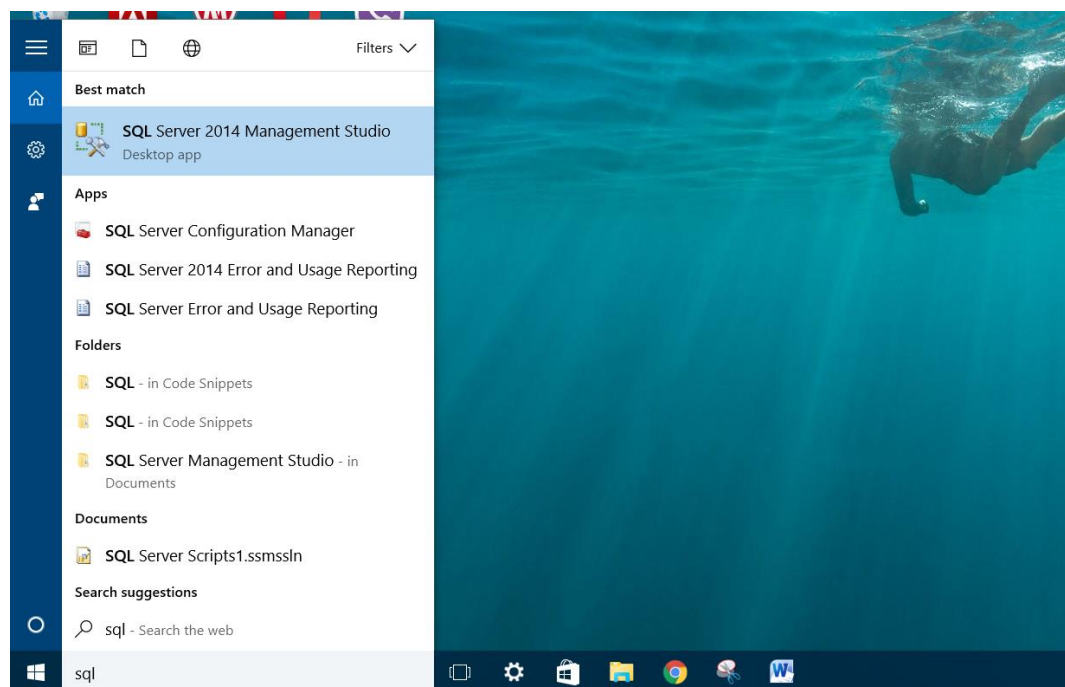 Filters
Best match
SQL Server 2014 Management Studio
Desktop app
Apps
SQL Server Configuration Manager
SQL Server 2014 Error and Usage Reporting
SQL Server Error and Usage Reporting
Folders
SQL - in Code Snippets
SQL - in Code Snippets
SQL Server Management Studio - in
Documents
Documents
SQL Server Scripts1.ssmssln
Search suggestions
sql - Search the web
sql